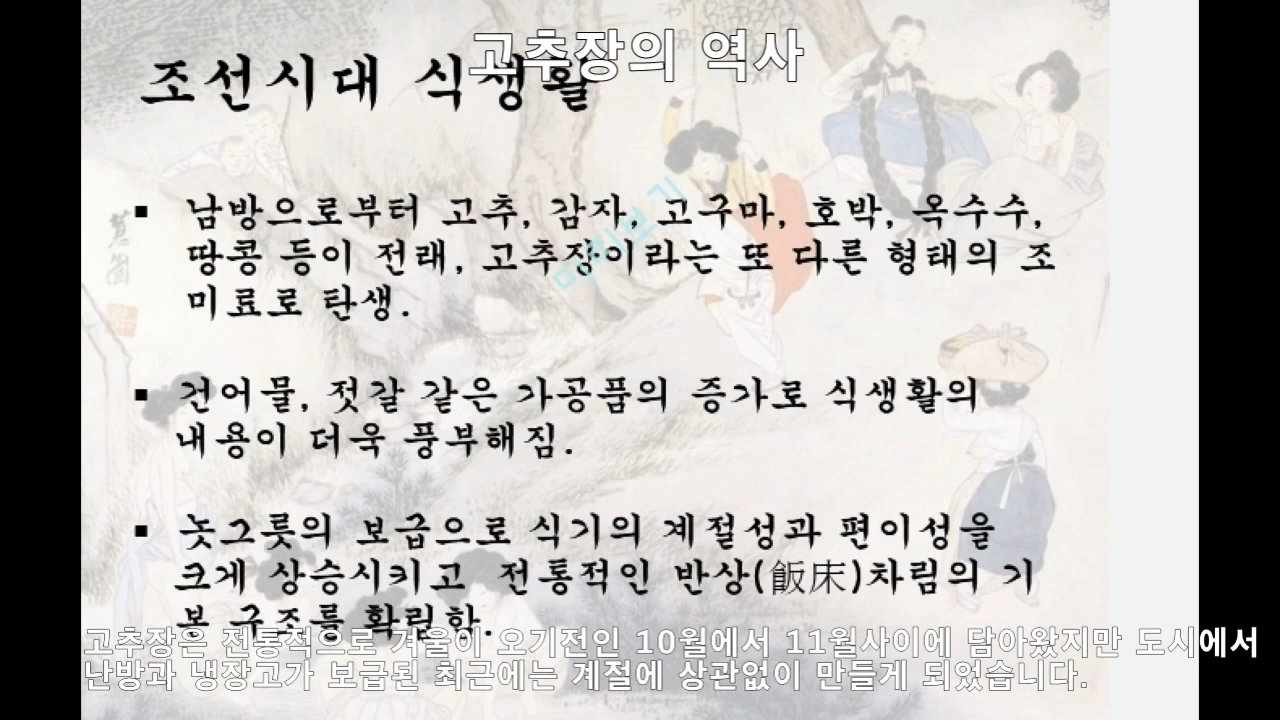 고추장의 역사
조선시대 식생활
남방으로부터 고추, 감자, 고구마, 호박, 옥수수,
땅콩 등이 전래, 고추장이라는 또 다른 형태의 조
미료로 탄생.
건어물, 젓갈 같은 가공품의 증가로 식생활의
내용이 더욱 풍부해짐.
놋그릇의 보급으로 식기의 계절성과 편이성을
크게 상승시키고 전통적인 반상(飯床)차림의 기
본 구조를 확립함.
고추장은 전통적으로 겨울이 오기전인 10월에서 11월사이에 담아왔지만 도시에서
난방과 냉장고가 보급된 최근에는 계절에 상관없이 만들게 되었습니다.
미리보기